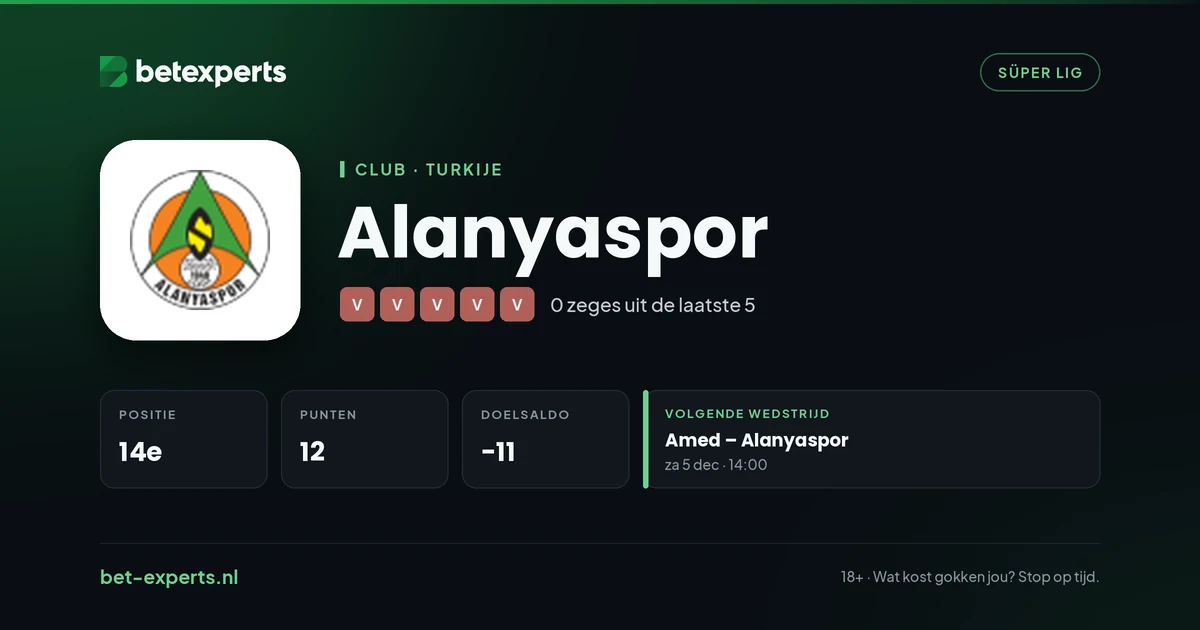 betexperts
SÜPER LIG
CLUB · TURKIJE
Alanyaspor
V V V V V 0 zeges uit de laatste 5
ALANYASPOR
POSITIE
14e
PUNTEN
12
DOELSALDO
−11
VOLGENDE WEDSTRIJD
Amed – Alanyaspor
za 5 dec · 14:00
bet-experts.nl
18+ · Wat kost gokken jou? Stop op tijd.